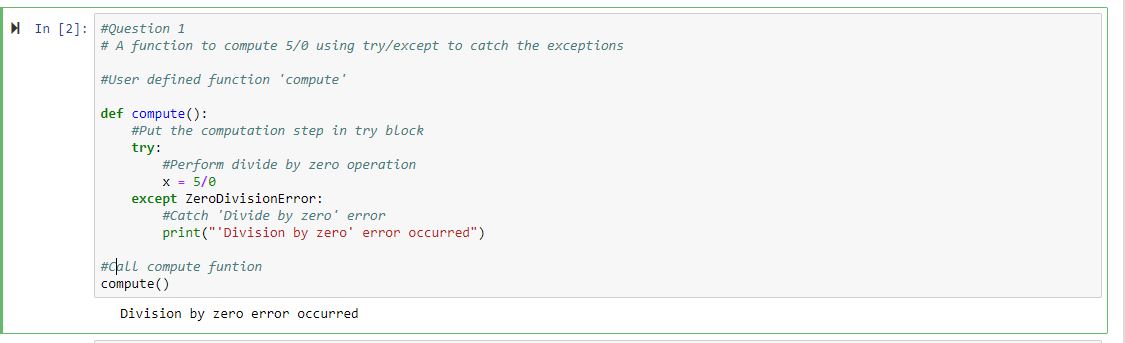 In [2]: #Question 1
# A function to compute 5/0 using try/except to catch the exceptions
#User defined function 'compute'
def compute():
#Put the computation step in try block
try:
#Perform divide by zero operation
x = 5/0
except ZeroDivisionError:
#Catch 'Divide by zero' error
print("'Division by zero' error occurred")
#Call compute funtion
compute()
Division by zero error occurred